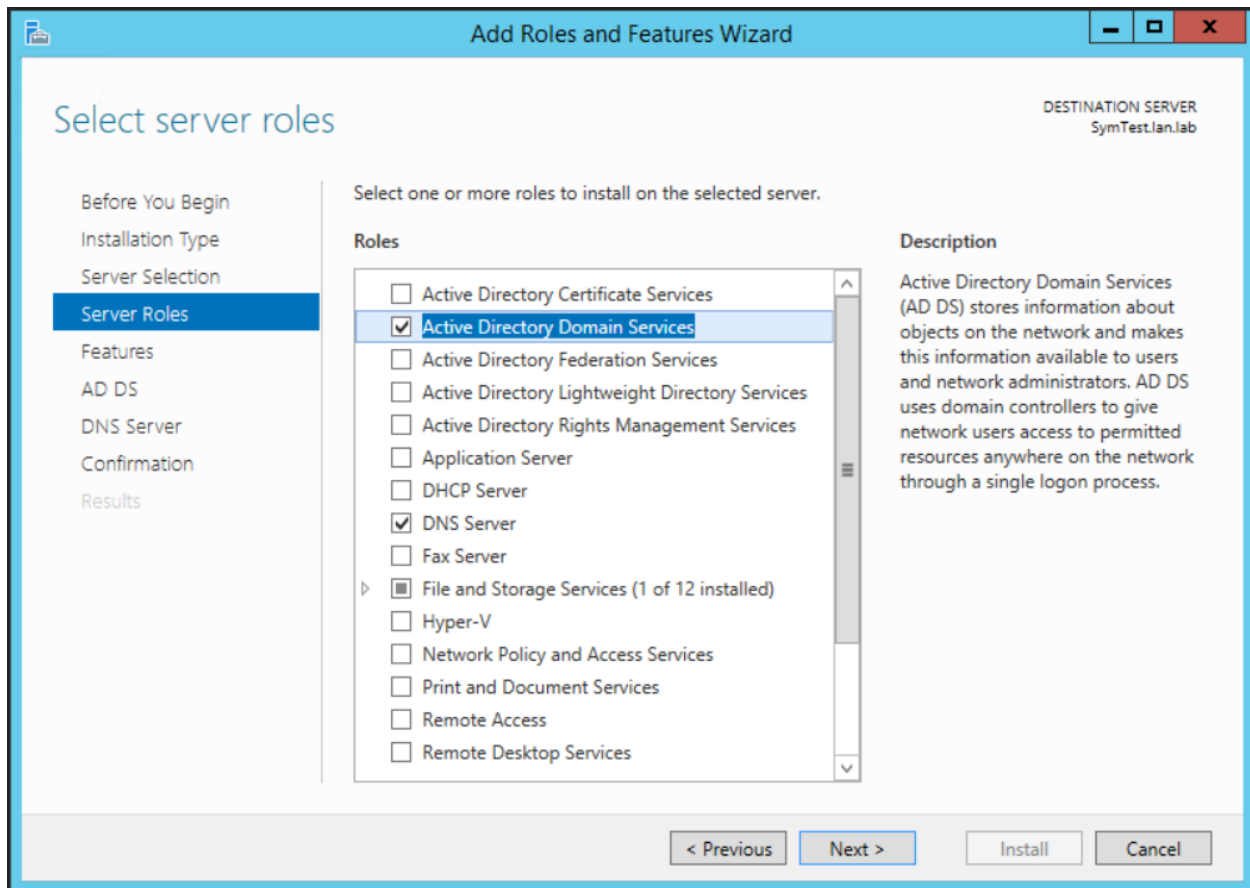 Add Roles and Features Wizard
Select server roles
DESTINATION SERVER
SymTest.lan.lab
Before You Begin
Installation Type
Server Selection
Server Roles
Features
AD DS
DNS Server
Confirmation
Results
Select one or more roles to install on the selected server.
Roles
Active Directory Certificate Services
Active Directory Domain Services
Active Directory Federation Services
Active Directory Lightweight Directory Services
Active Directory Rights Management Services
Application Server
DHCP Server
DNS Server
Fax Server
File and Storage Services (1 of 12 installed)
Hyper-V
Network Policy and Access Services
Print and Document Services
Remote Access
Remote Desktop Services
Description
Active Directory Domain Services
(AD DS) stores information about
objects on the network and makes
this information available to users
and network administrators. AD DS
uses domain controllers to give
network users access to permitted
resources anywhere on the network
through a single logon process.
< Previous
Next >
Install
Cancel